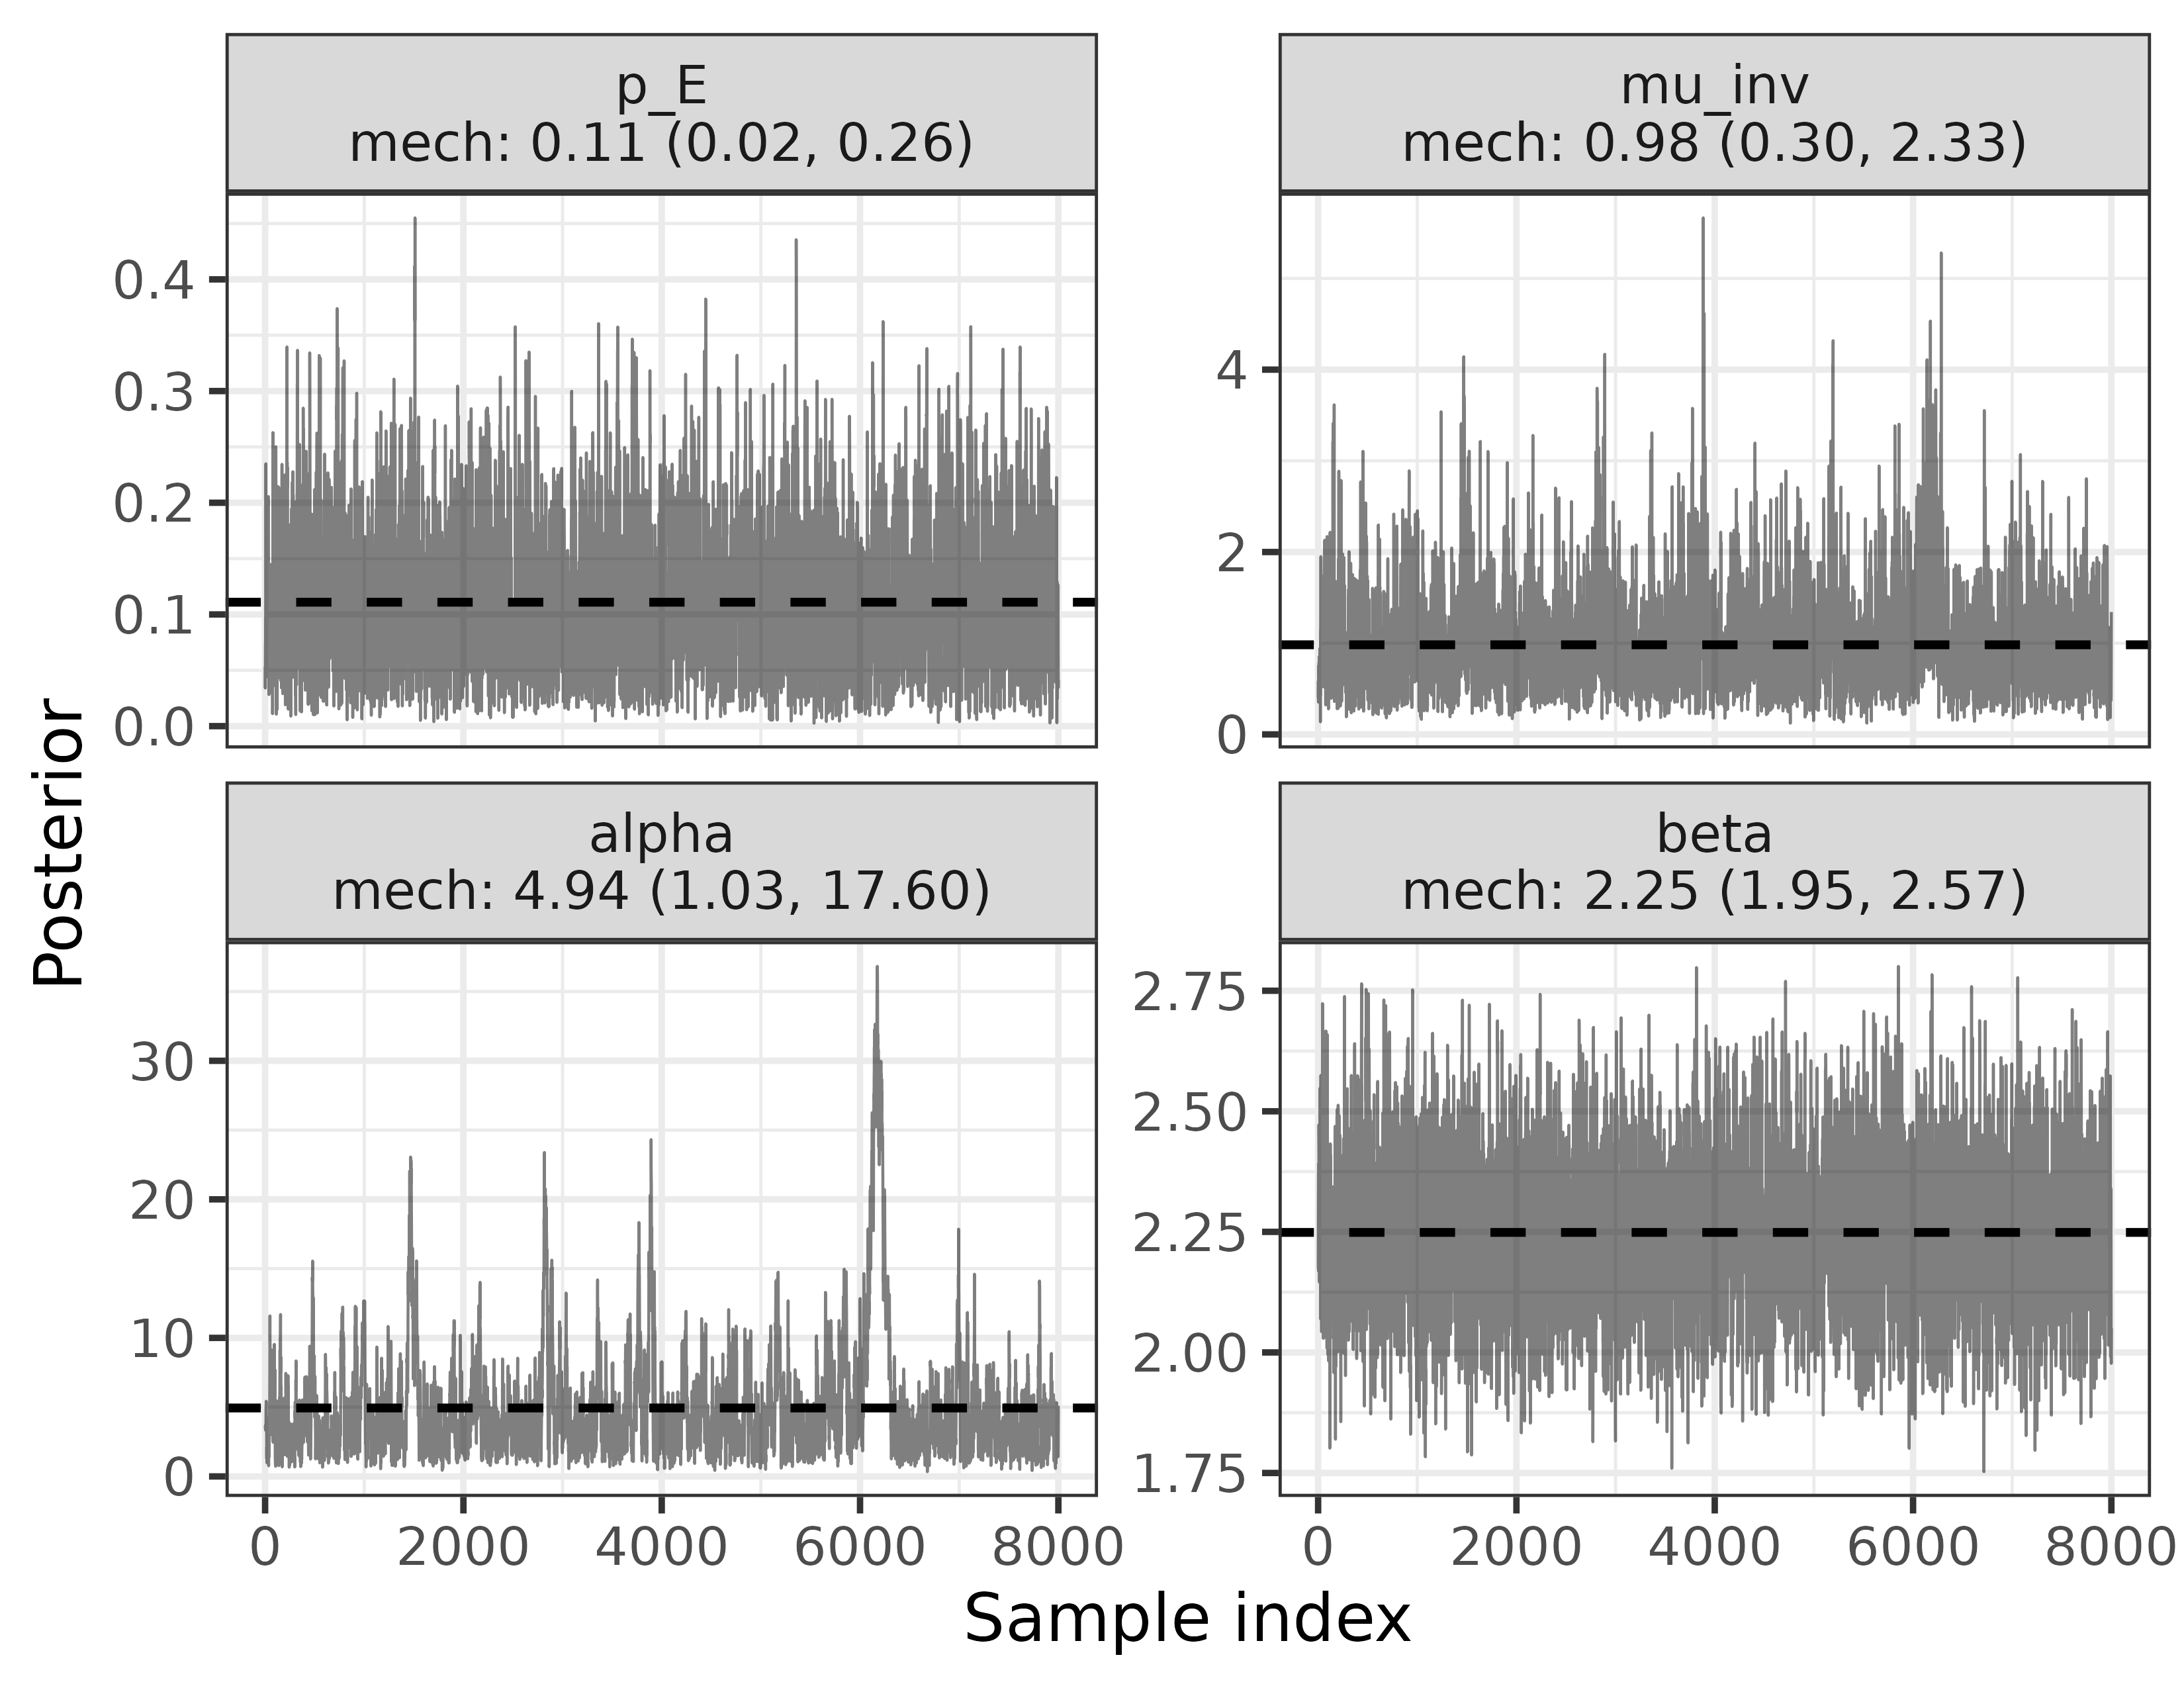 p_E
mech: 0.11 (0.02, 0.26)
mu_inv
mech: 0.98 (0.30, 2.33)
0.4
0.3
0.2
0.1
0.0
4
2
0
alpha
mech: 4.94 (1.03, 17.60)
beta
mech: 2.25 (1.95, 2.57)
30
20
10
0
2.75
2.50
2.25
2.00
1.75
0 2000 4000 6000 8000
0 2000 4000 6000 8000
Posterior
Sample index